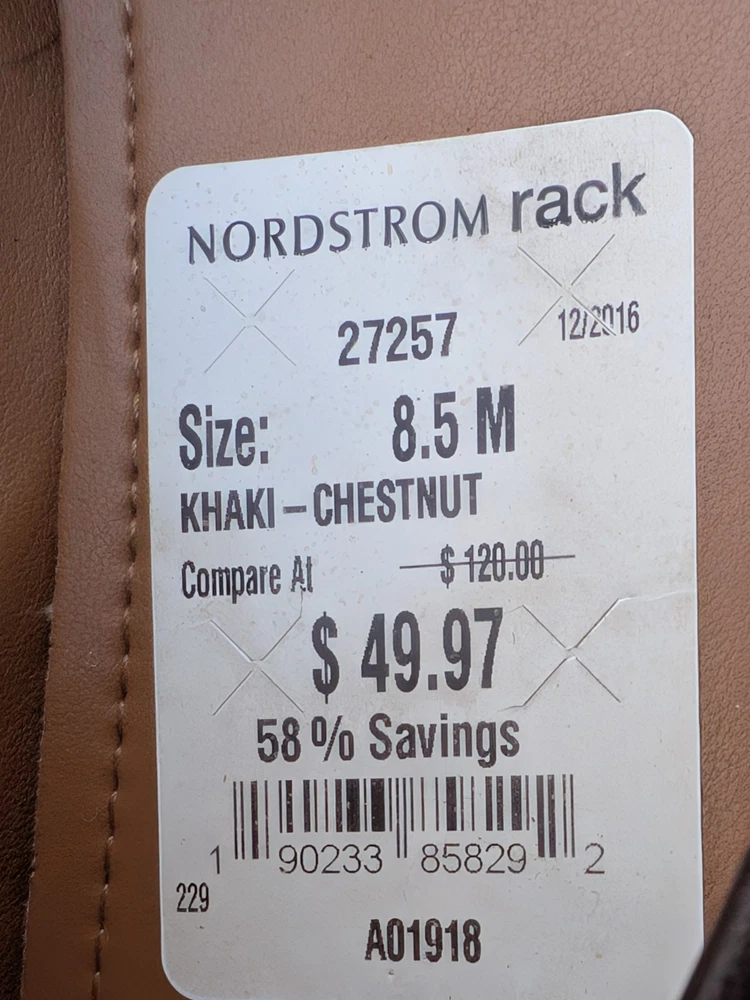 NORDSTROM rack
12/2016
27257
Size: 8.5 M
KHAKI – CHESTNUT
Compare At $ 120.00
$ 49.97
58 % Savings
1 90233 85829 2
229
A01918